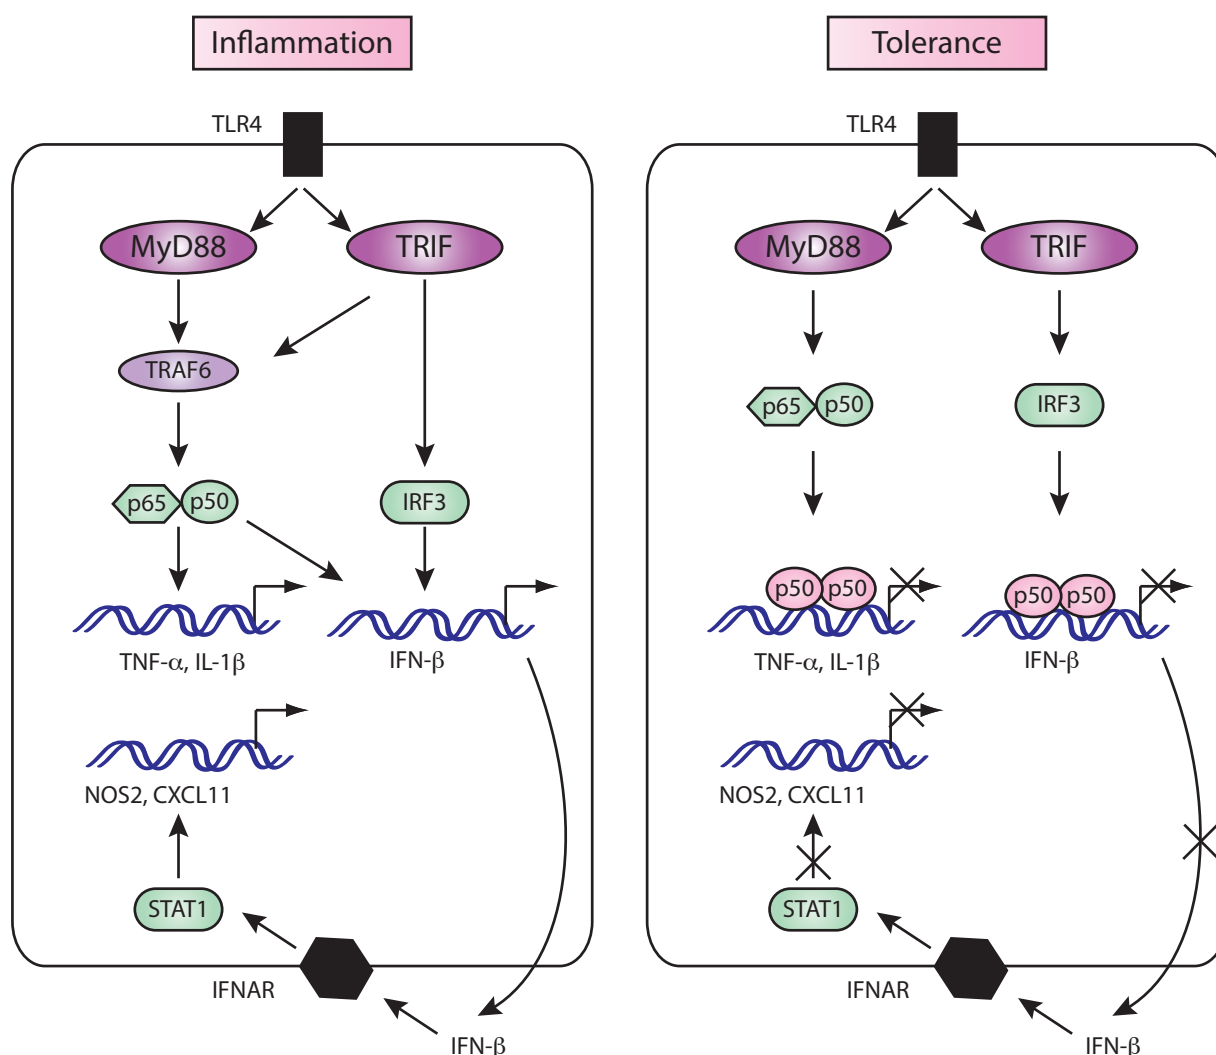 Inflammation
TLR4
MyD88
TRIF
TRAF6
p65
p50
IRF3
TNF-α, IL-1β
IFN-β
NOS2, CXCL11
STAT1
IFNAR
IFN-β
Tolerance
TLR4
MyD88
TRIF
p65
p50
IRF3
p50
p50
p50
p50
TNF-α, IL-1β
IFN-β
NOS2, CXCL11
STAT1
IFNAR
IFN-β